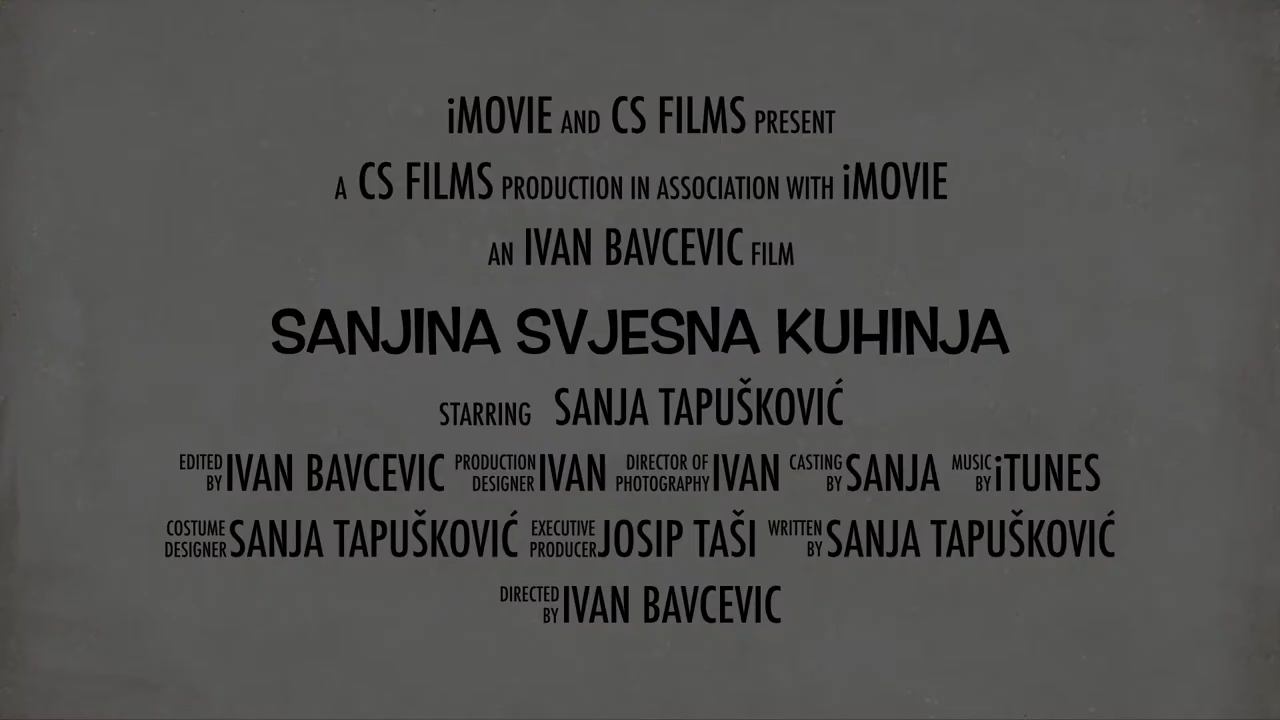 iMOVIE AND CS FILMS PRESENT
A CS FILMS PRODUCTION IN ASSOCIATION WITH iMOVIE
AN IVAN BAVCEVIC FILM
SANJINA SVJESNA KUHINJA
STARRING SANJA TAPUŠKOVIĆ
EDITED BY IVAN BAVCEVIC PRODUCTION DESIGNER IVAN DIRECTOR OF PHOTOGRAPHY IVAN CASTING BY SANJA MUSIC BY iTUNES
COSTUME DESIGNER SANJA TAPUŠKOVIĆ EXECUTIVE PRODUCER JOSIP TAŠI WRITTEN BY SANJA TAPUŠKOVIĆ
DIRECTED BY IVAN BAVCEVIC